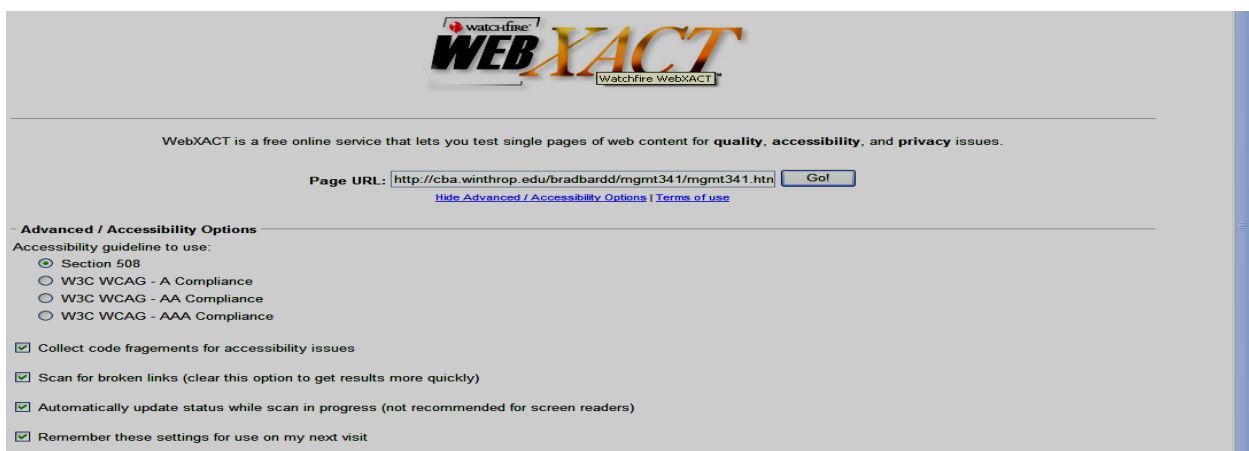 watchfire
WEBXACT
Watchfire WebXACT
WebXACT is a free online service that lets you test single pages of web content for quality, accessibility, and privacy issues.
Page URL: http://cba.winthrop.edu/bradbardd/mgmt341/mgmt341.htn Go!
Hide Advanced / Accessibility Options | Terms of use
Advanced / Accessibility Options
Accessibility guideline to use:
Section 508
W3C WCAG - A Compliance
W3C WCAG - AA Compliance
W3C WCAG - AAA Compliance
Collect code fragements for accessibility issues
Scan for broken links (clear this option to get results more quickly)
Automatically update status while scan in progress (not recommended for screen readers)
Remember these settings for use on my next visit